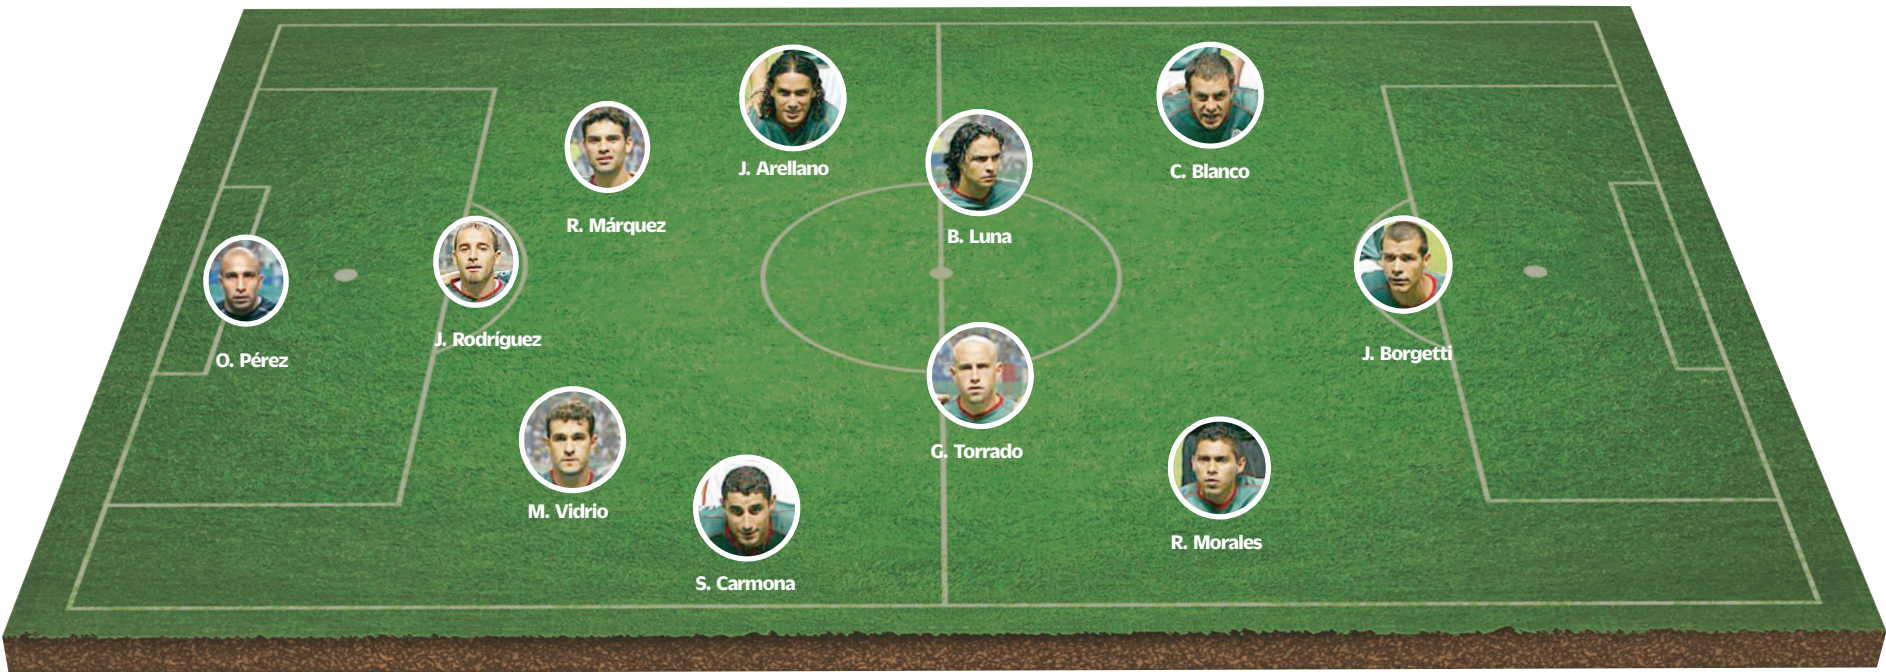 J. Arellano
C. Blanco
R. Márquez
B. Luna
J. Rodríguez
O. Pérez
J. Borgetti
G. Torrado
M. Vidrio
R. Morales
S. Carmona